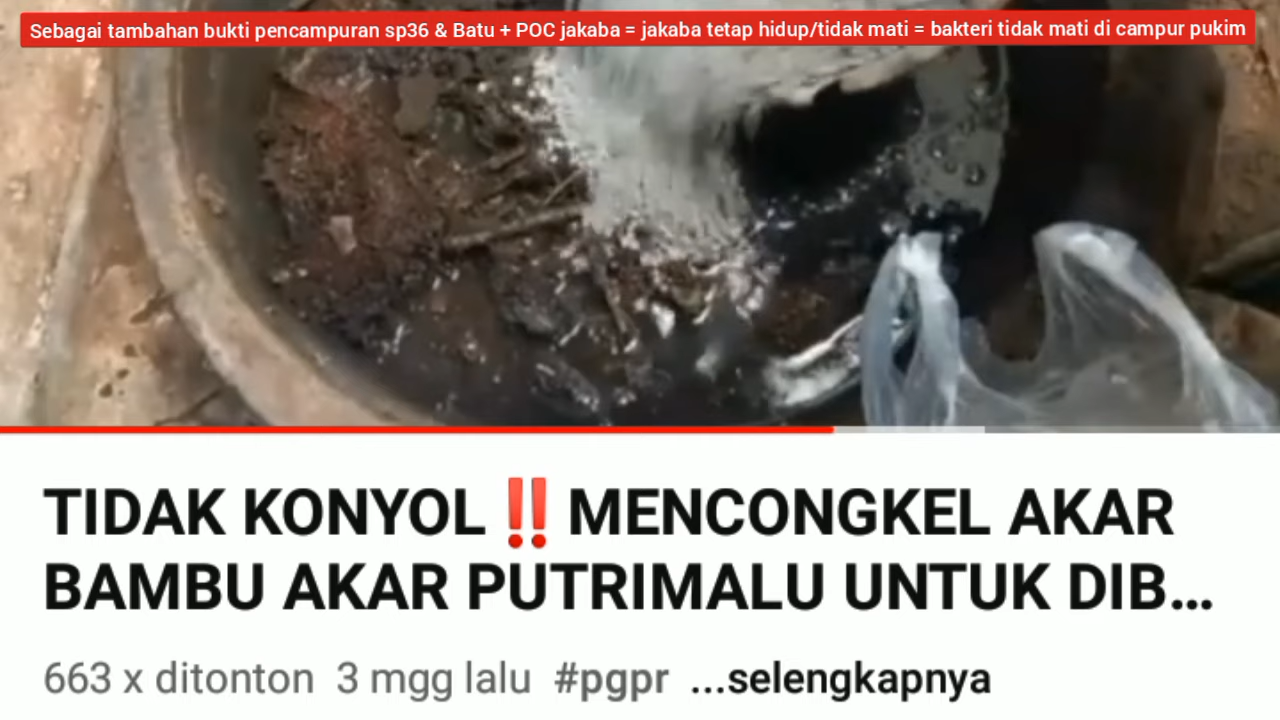 Sebagai tambahan bukti pencampuran sp36 & Batu + POC jakaba = jakaba tetap hidup/tidak mati = bakteri tidak mati di campur pukim
TIDAK KONYOL‼️MENCONGKEL AKAR
BAMBU AKAR PUTRIMALU UNTUK DIB...
663 x ditonton 3 mgg lalu #pgpr ...selengkapnya